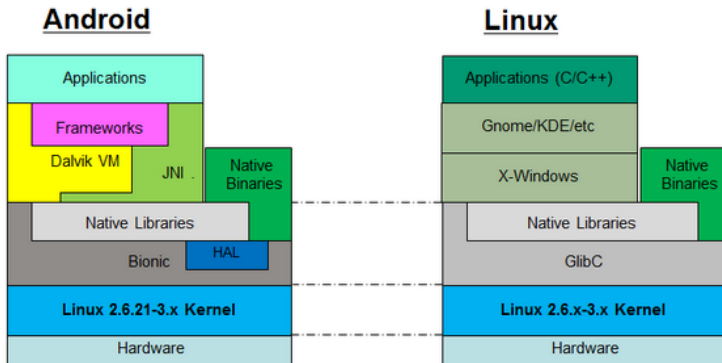 Android
Applications
Frameworks
Dalvik VM
JNI .
Native
Binaries
Native Libraries
HAL
Bionic
Linux 2.6.21-3.x Kernel
Hardware
Linux
Applications (C/C++)
Gnome/KDE/etc
X-Windows
Native
Binaries
Native Libraries
GlibC
Linux 2.6.x-3.x Kernel
Hardware